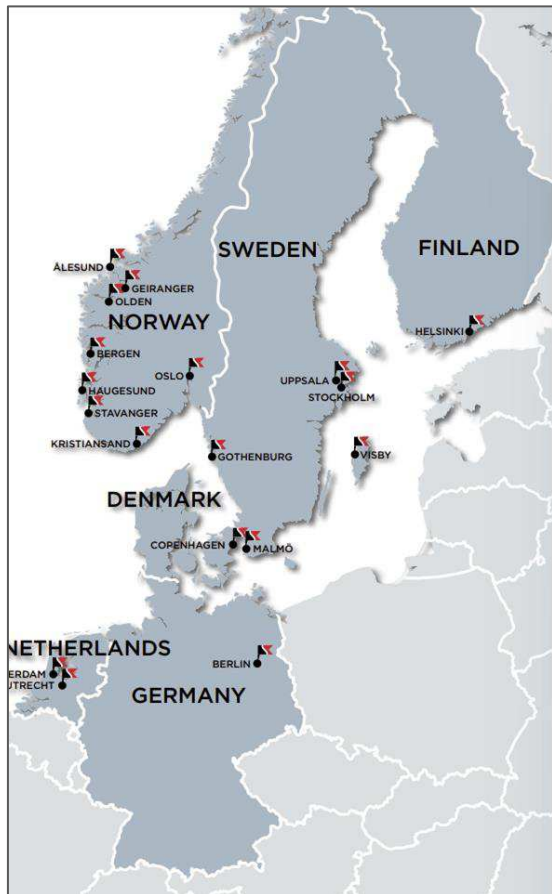 SWEDEN
FINLAND
ÅLESUND
GEIRANGER
OLDEN
NORWAY
HELSINKI
BERGEN
OSLO
UPPSALA
HAUGESUND
STOCKHOLM
STAVANGER
KRISTIANSAND
GOTHENBURG
VISBY
DENMARK
COPENHAGEN
MALMÖ
NETHERLANDS
BERLIN
ERDAM
UTRECHT
GERMANY